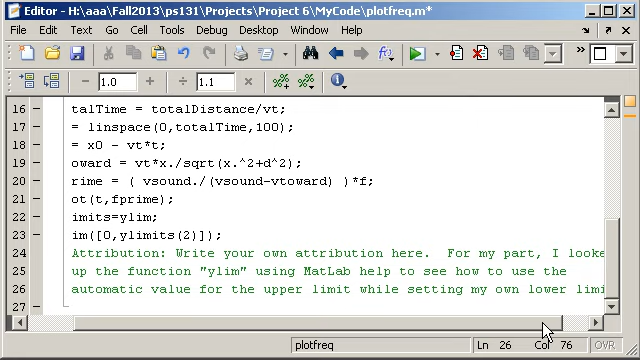 Editor - H:\aaa\Fall2013\ps131\Projects\Project 6\MyCode\plotfreq.m*
File Edit Text Go Cell Tools Debug Desktop Window Help
1.0 1.1
16 talTime = totalDistance/vt;
17 = linspace(0,totalTime,100);
18 = x0 - vt*t;
19 oward = vt*x./sqrt(x.^2+d^2);
20 rime = ( vsound./(vsound-vtoward) )*f;
21 ot(t,fprime);
22 imits=ylim;
23 im([0,ylimits(2)]);
24 Attribution: Write your own attribution here.  For my part, I looke
25 up the function "ylim" using MatLab help to see how to use the
26 automatic value for the upper limit while setting my own lower limi
27
plotfreq Ln 26 Col 76 OVR